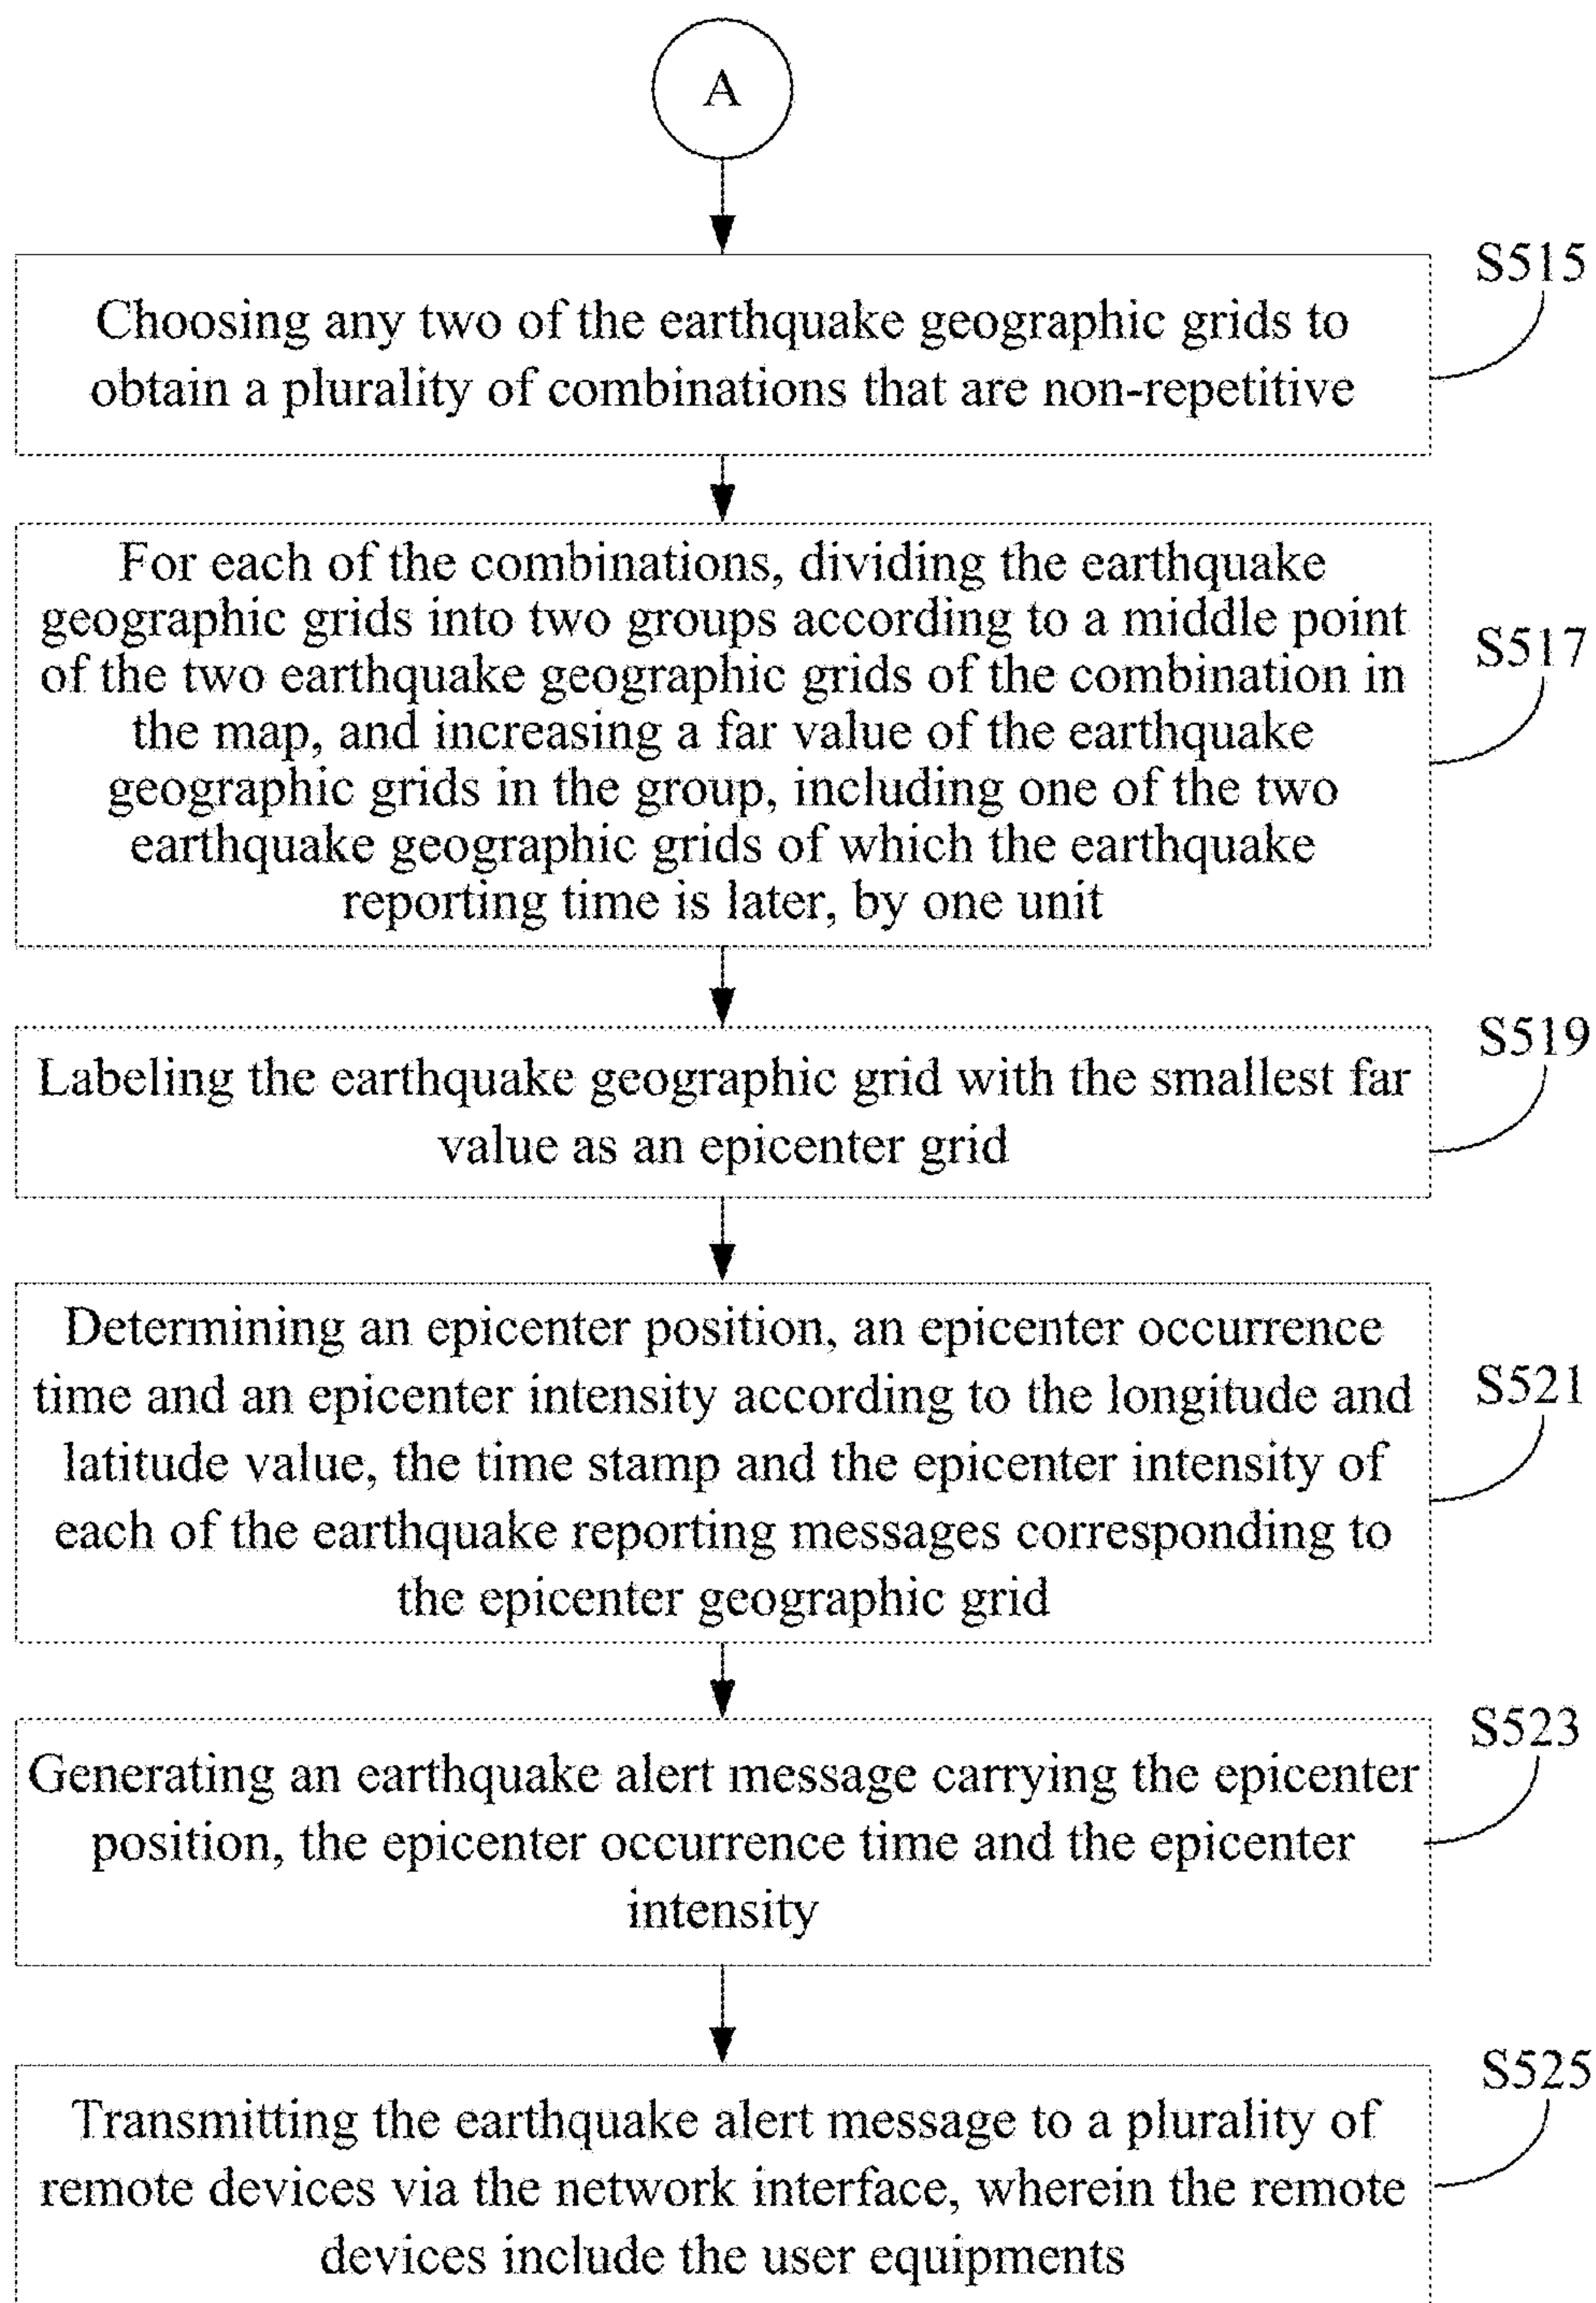 A
S515
Choosing any two of the earthquake geographic grids to
obtain a plurality of combinations that are non-repetitive
For each of the combinations, dividing the earthquake
geographic grids into two groups according to a middle point
of the two earthquake geographic grids of the combination in
the map, and increasing a far value of the earthquake
geographic grids in the group, including one of the two
earthquake geographic grids of which the earthquake
reporting time is later, by one unit
S517
S519
Labeling the earthquake geographic grid with the smallest far
value as an epicenter grid
Determining an epicenter position, an epicenter occurrence
time and an epicenter intensity according to the longitude and
latitude value, the time stamp and the epicenter intensity of
each of the earthquake reporting messages corresponding to
the epicenter geographic grid
S521
S523
Generating an earthquake alert message carrying the epicenter
position, the epicenter occurrence time and the epicenter
intensity
S525
Transmitting the earthquake alert message to a plurality of
remote devices via the network interface, wherein the remote
devices include the user equipments